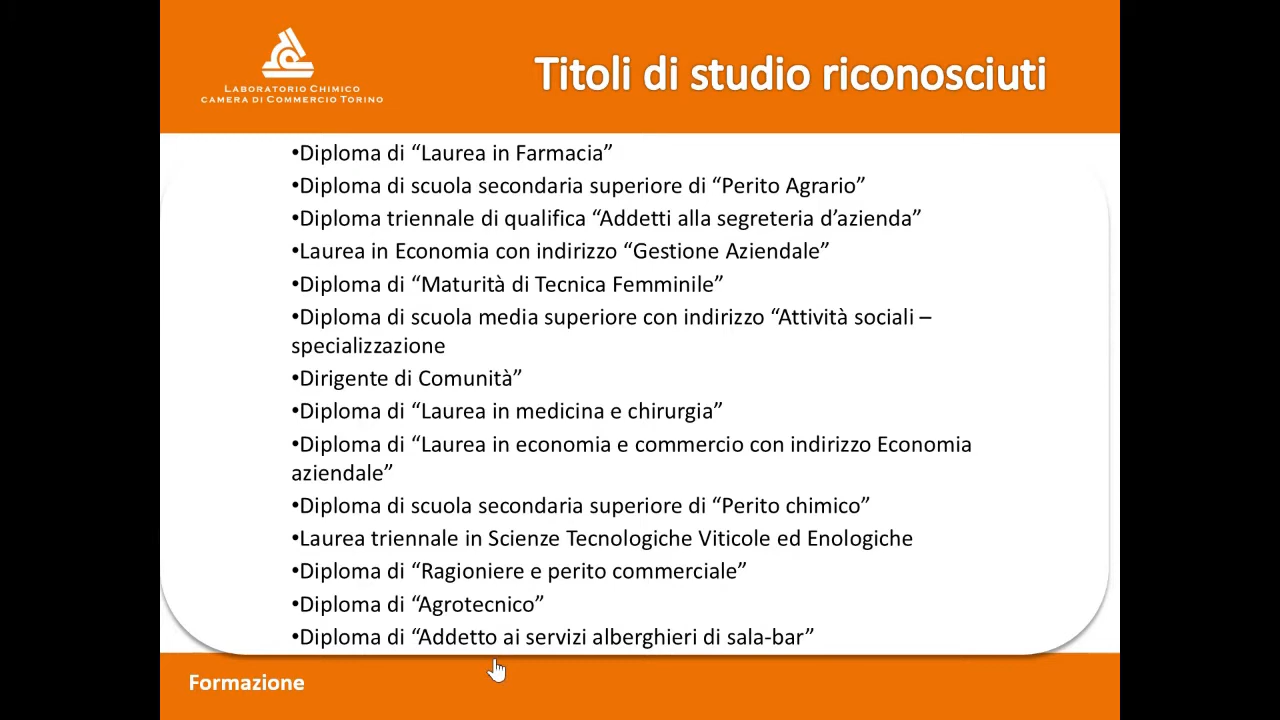 LABORATORIO CHIMICO
CAMERA DI COMMERCIO TORINO
Titoli di studio riconosciuti
•Diploma di “Laurea in Farmacia”
•Diploma di scuola secondaria superiore di “Perito Agrario”
•Diploma triennale di qualifica “Addetti alla segreteria d’azienda”
•Laurea in Economia con indirizzo “Gestione Aziendale”
•Diploma di “Maturità di Tecnica Femminile”
•Diploma di scuola media superiore con indirizzo “Attività sociali –
specializzazione
•Dirigente di Comunità”
•Diploma di “Laurea in medicina e chirurgia”
•Diploma di “Laurea in economia e commercio con indirizzo Economia
aziendale”
•Diploma di scuola secondaria superiore di “Perito chimico”
•Laurea triennale in Scienze Tecnologiche Viticole ed Enologiche
•Diploma di “Ragioniere e perito commerciale”
•Diploma di “Agrotecnico”
•Diploma di “Addetto ai servizi alberghieri di sala-bar”
Formazione